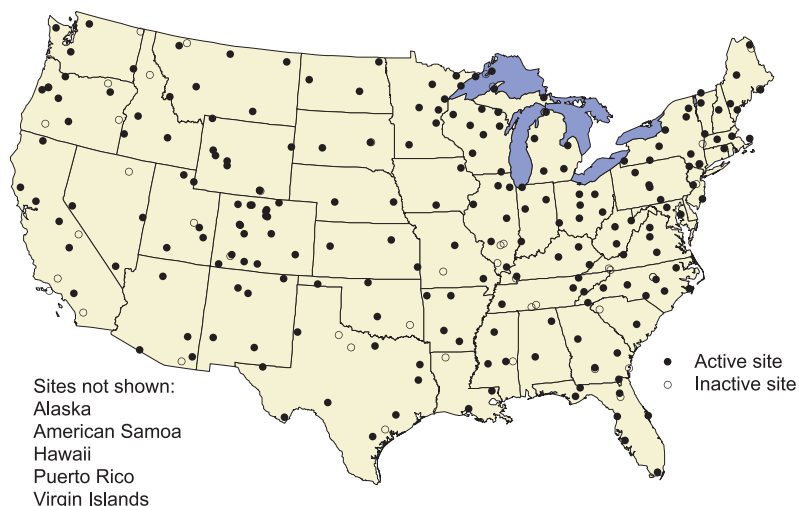 Active site
Inactive site
Sites not shown:
Alaska
American Samoa
Hawaii
Puerto Rico
Virgin Islands